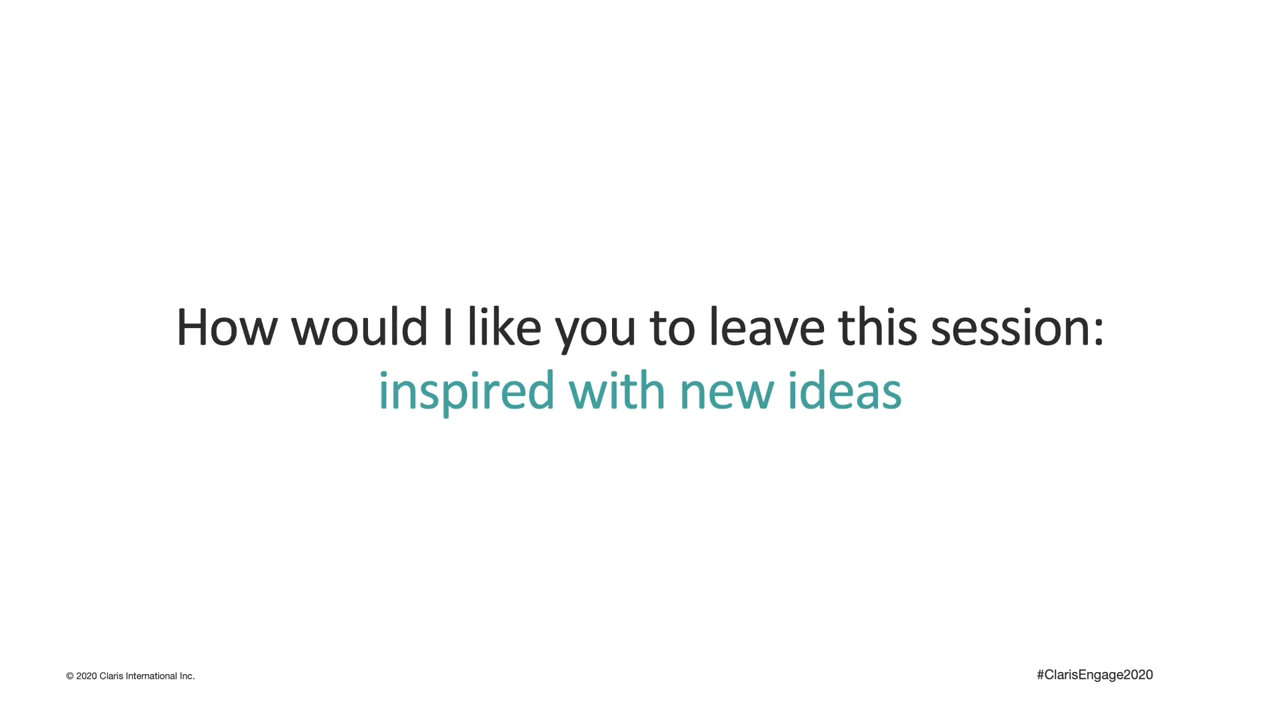 How would I like you to leave this session:
inspired with new ideas
© 2020 Claris International Inc.
#ClarisEngage2020